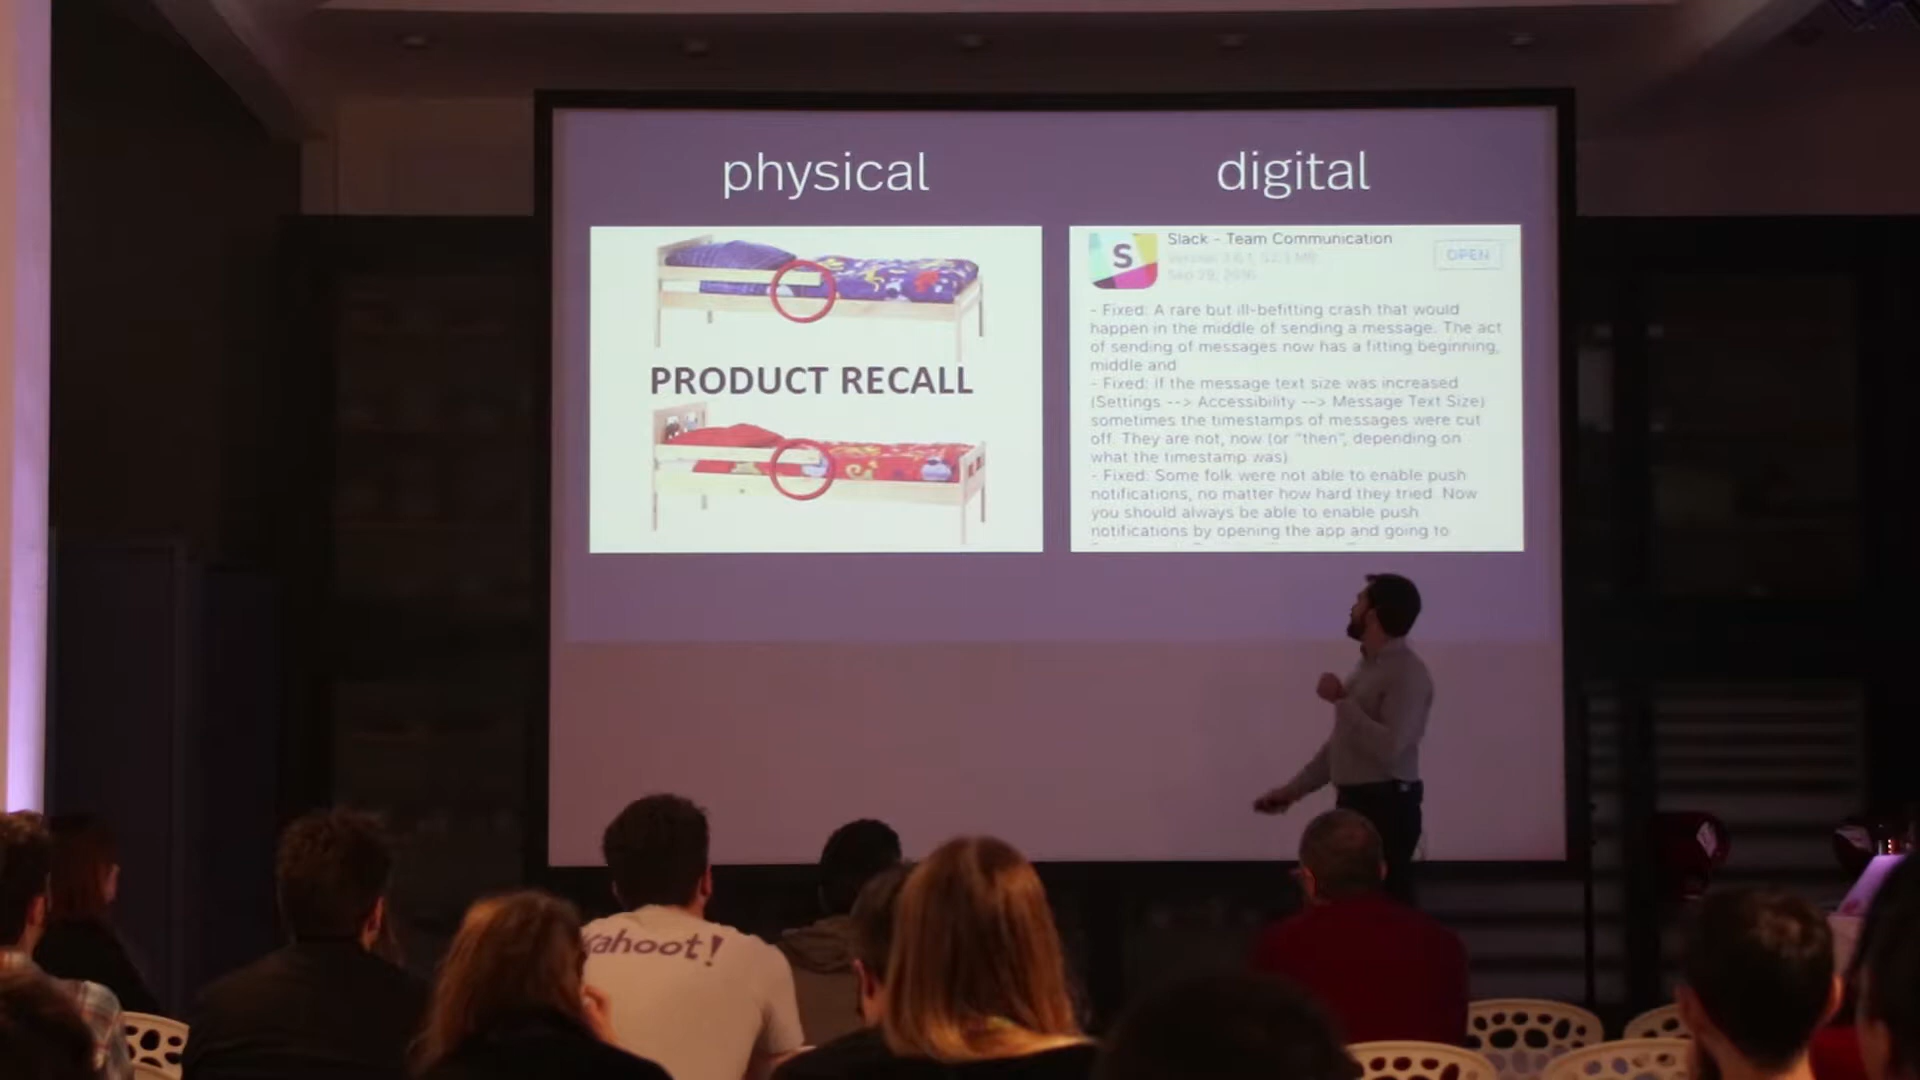 physical
digital
PRODUCT RECALL
S
Slack - Team Communication
OPEN
- Fixed: A rare but ill-befitting crash that would
happen in the middle of sending a message. The act
of sending of messages now has a fitting beginning,
middle and
- Fixed: if the message text size was increased
(Settings --> Accessibility --> Message Text Size)
sometimes the timestamps of messages were cut
off. They are not, now (or "then", depending on
what the timestamp was)
- Fixed: Some folk were not able to enable push
notifications, no matter how hard they tried. Now
you should always be able to enable push
notifications by opening the app and going to
Kahoot!